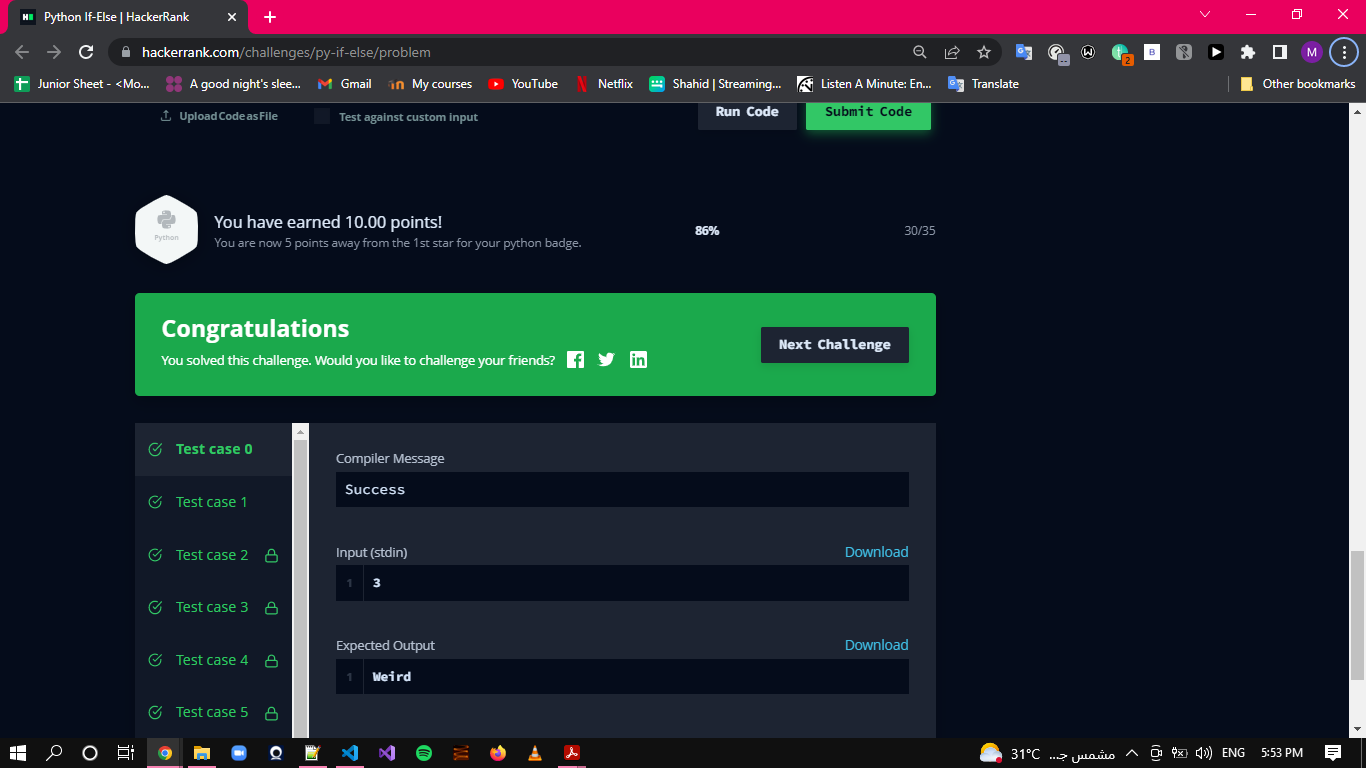 Python If-Else | HackerRank
hackerrank.com/challenges/py-if-else/problem
M
B
2
Junior Sheet - <Mo...
A good night's slee...
Gmail
My courses
YouTube
Netflix
Shahid | Streaming...
Listen A Minute: En...
Translate
Other bookmarks
Upload Code as File
Test against custom input
Run Code
Submit Code
Python
You have earned 10.00 points!
You are now 5 points away from the 1st star for your python badge.
86%
30/35
Congratulations
You solved this challenge. Would you like to challenge your friends?
Next Challenge
Test case 0
Test case 1
Test case 2
Test case 3
Test case 4
Test case 5
Compiler Message
Success
Input (stdin)
Download
1
3
Expected Output
Download
1
Weird
31°C
مشمس جـ...
ENG
5:53 PM